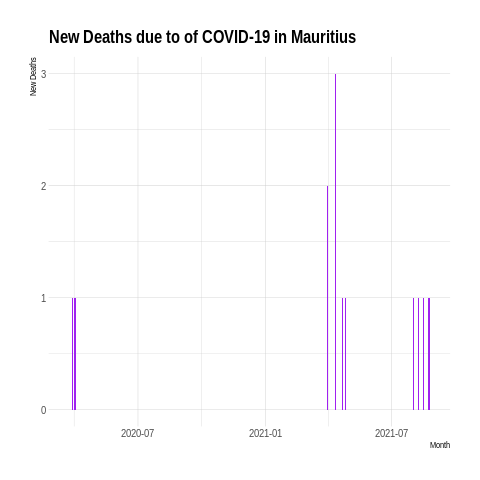 New Deaths due to of COVID-19 in Mauritius
New Deaths
3
2
1
0
2020-07
2021-01
2021-07
Month